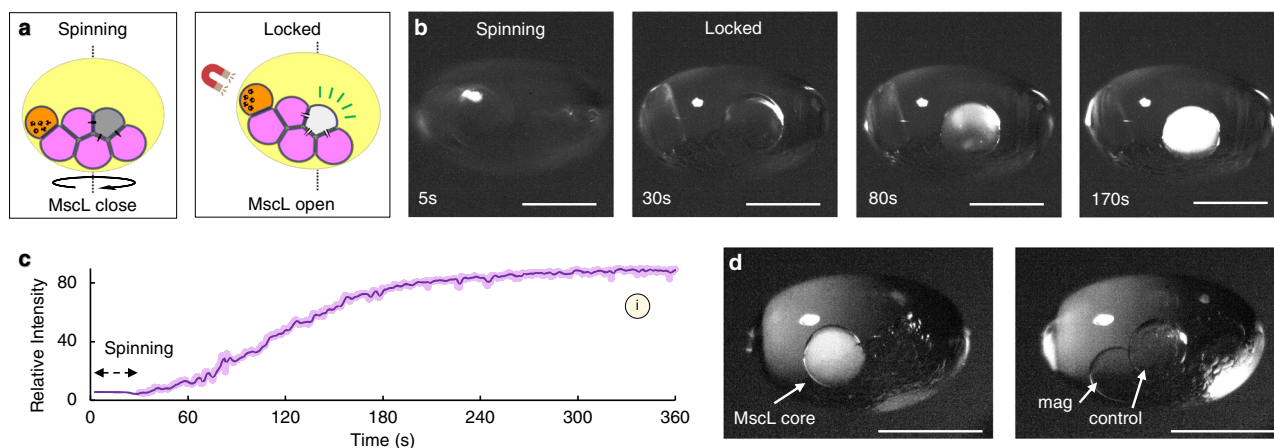 a
Spinning
MscL close
Locked
MscL open
b
Spinning
5s
Locked
30s
80s
170s
c
Relative Intensity
80
40
0
Spinning
i
0
60
120
180
240
300
360
Time (s)
d
MscL core
mag
control